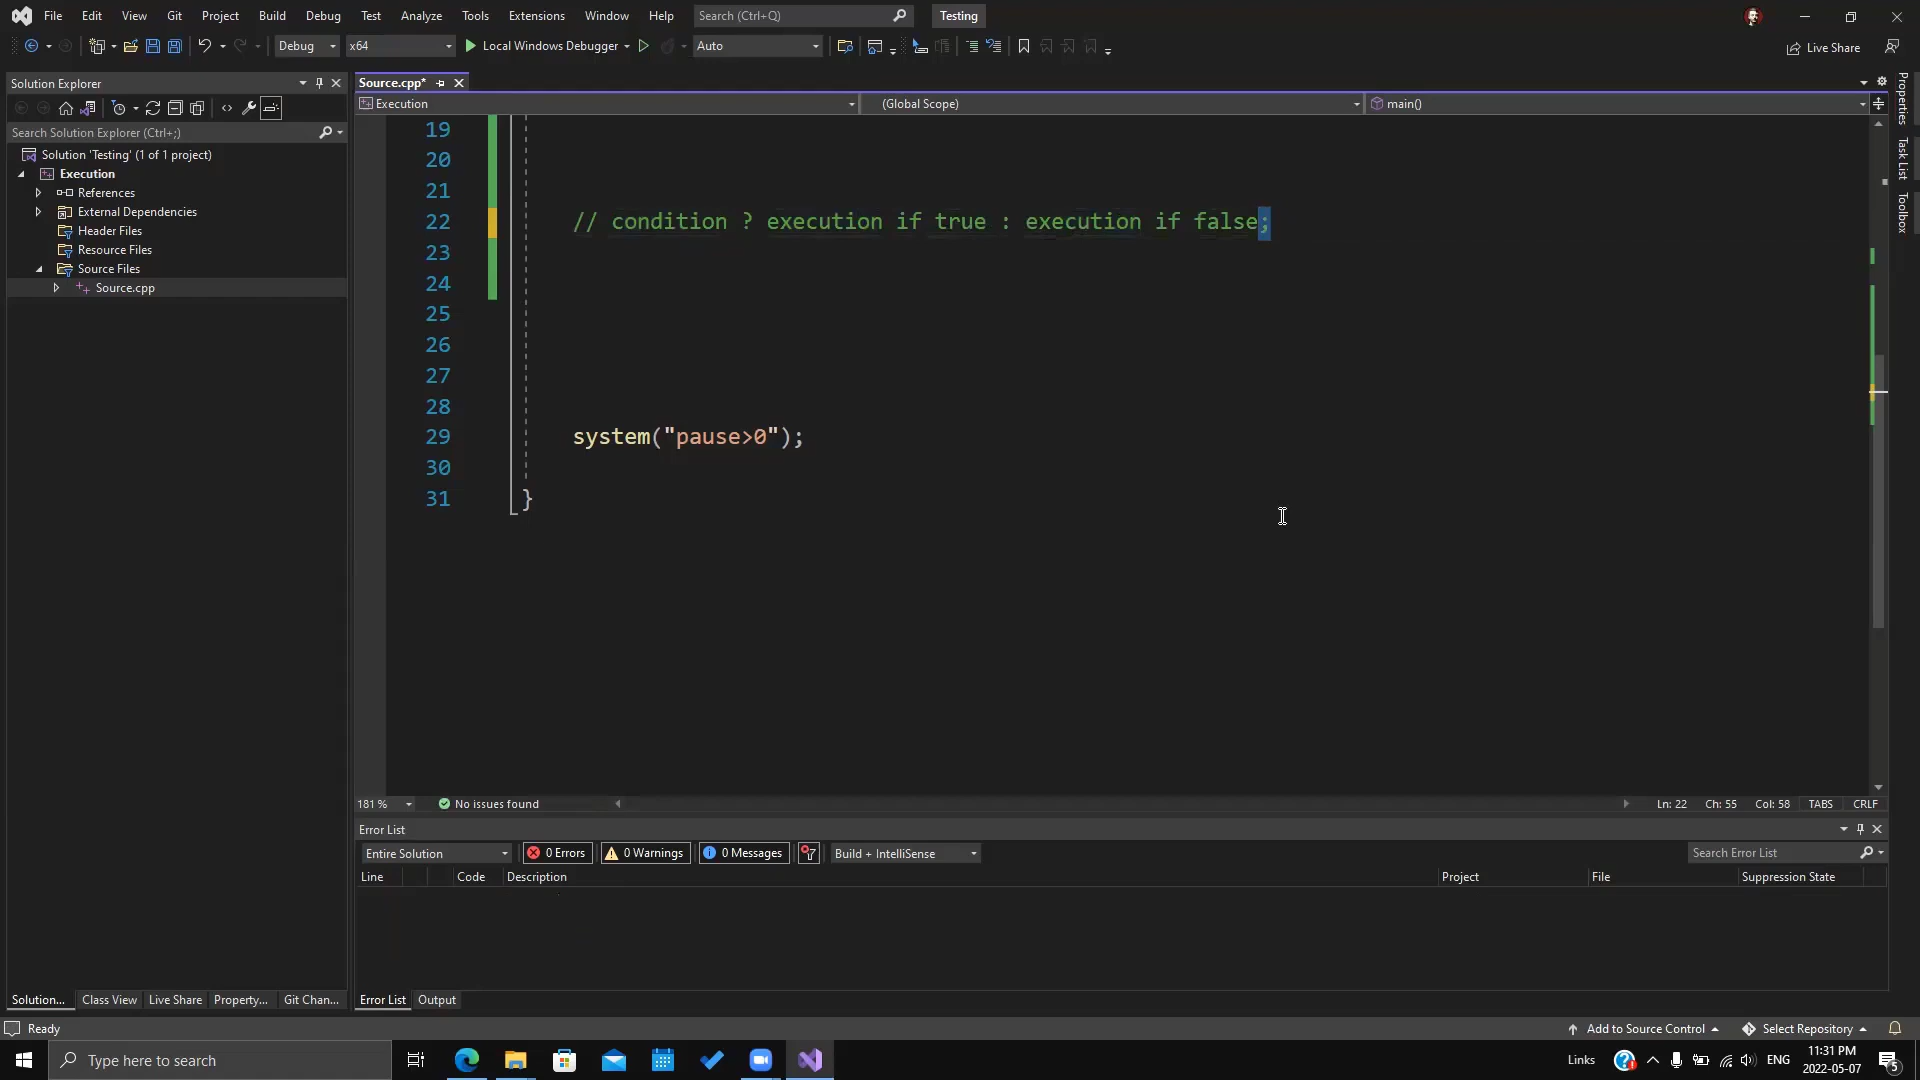 File Edit View Git Project Build Debug Test Analyze Tools Extensions Window Help Search (Ctrl+Q) Testing
Debug x64 Local Windows Debugger Auto Live Share
Solution Explorer
Source.cpp*
Execution (Global Scope) main()
Search Solution Explorer (Ctrl+;)
Solution 'Testing' (1 of 1 project)
Execution
References
External Dependencies
Header Files
Resource Files
Source Files
Source.cpp
19
20
21
22 // condition ? execution if true : execution if false;
23
24
25
26
27
28
29 system("pause>0");
30
31 }
Properties
Task List
Toolbox
181 % No issues found Ln: 22 Ch: 55 Col: 58 TABS CRLF
Error List
Entire Solution 0 Errors 0 Warnings 0 Messages Build + IntelliSense Search Error List
Line Code Description Project File Suppression State
Solution... Class View Live Share Property... Git Chan... Error List Output
Ready Add to Source Control Select Repository
Type here to search Links ENG 11:31 PM
2022-05-07
5